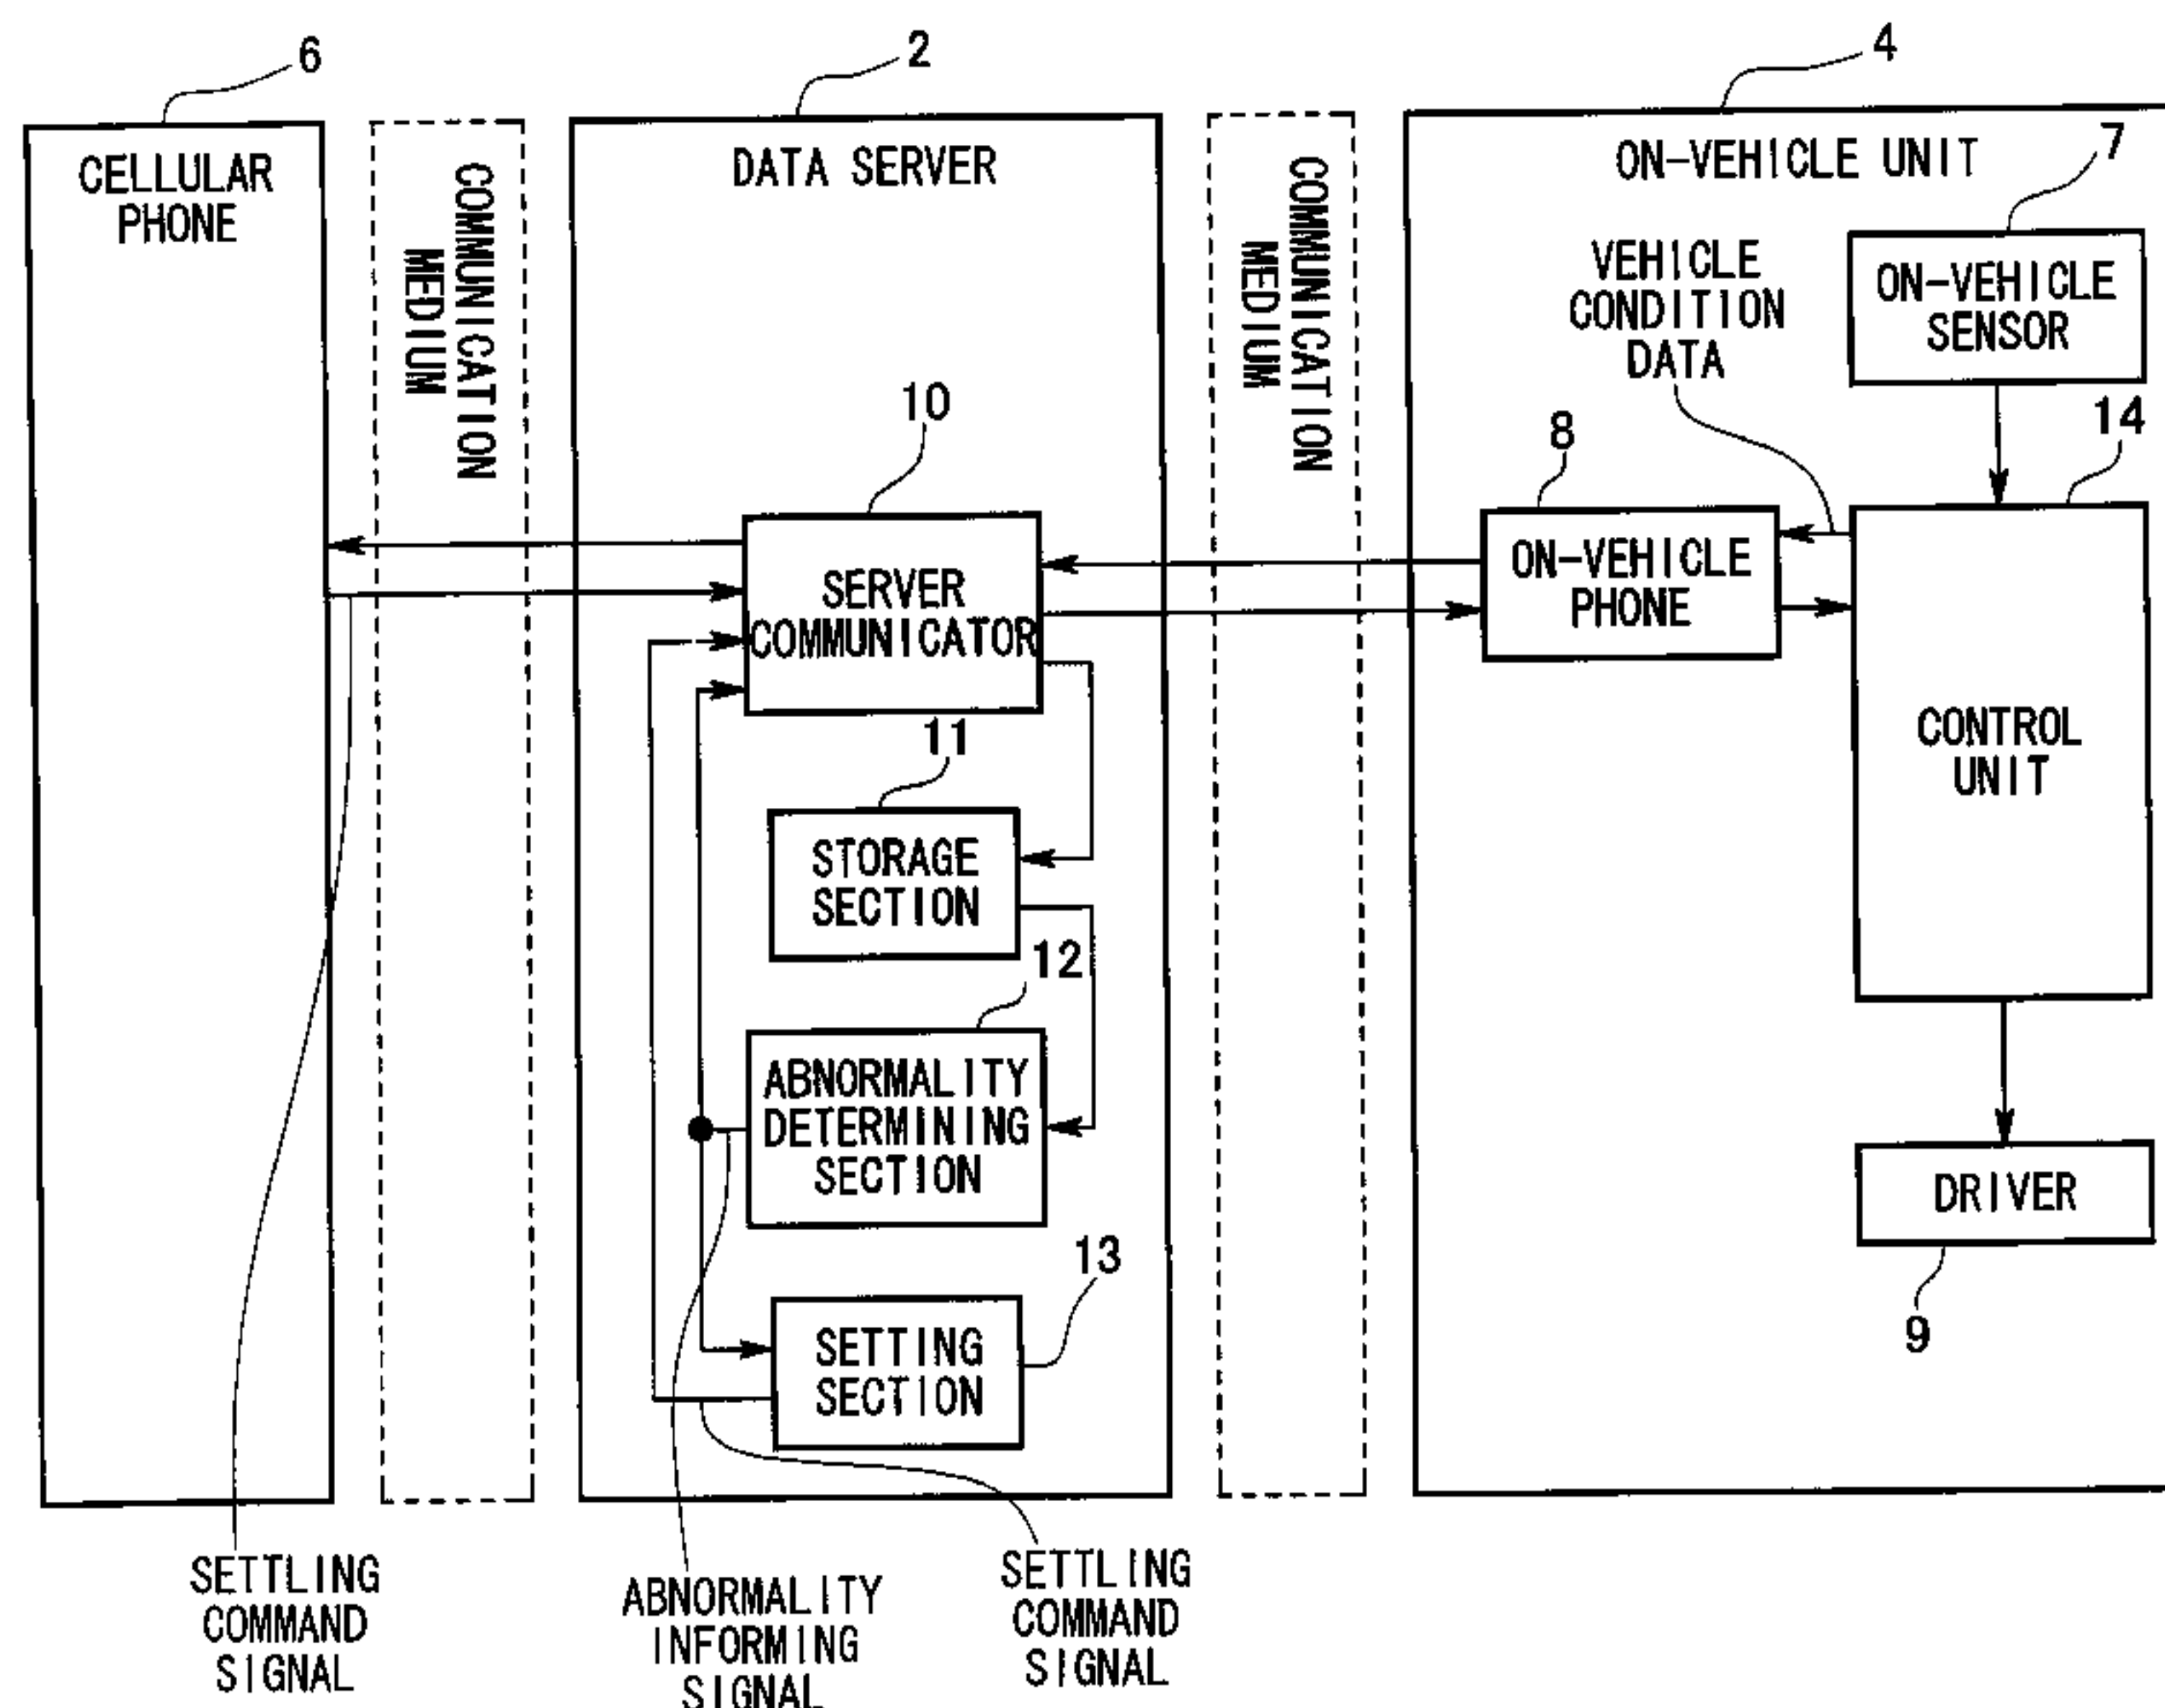 6
2
4
CELLULAR
PHONE
COMMUNICATION
MEDIUM
DATA SERVER
COMMUNICATION
MEDIUM
ON-VEHICLE UNIT
7
ON-VEHICLE
SENSOR
VEHICLE
CONDITION
DATA
10
8
14
SERVER
COMMUNICATOR
ON-VEHICLE
PHONE
CONTROL
UNIT
11
STORAGE
SECTION
12
ABNORMALITY
DETERMINING
SECTION
DRIVER
9
13
SETTING
SECTION
SETTLING
COMMAND
SIGNAL
ABNORMALITY
INFORMING
SIGNAL
SETTLING
COMMAND
SIGNAL